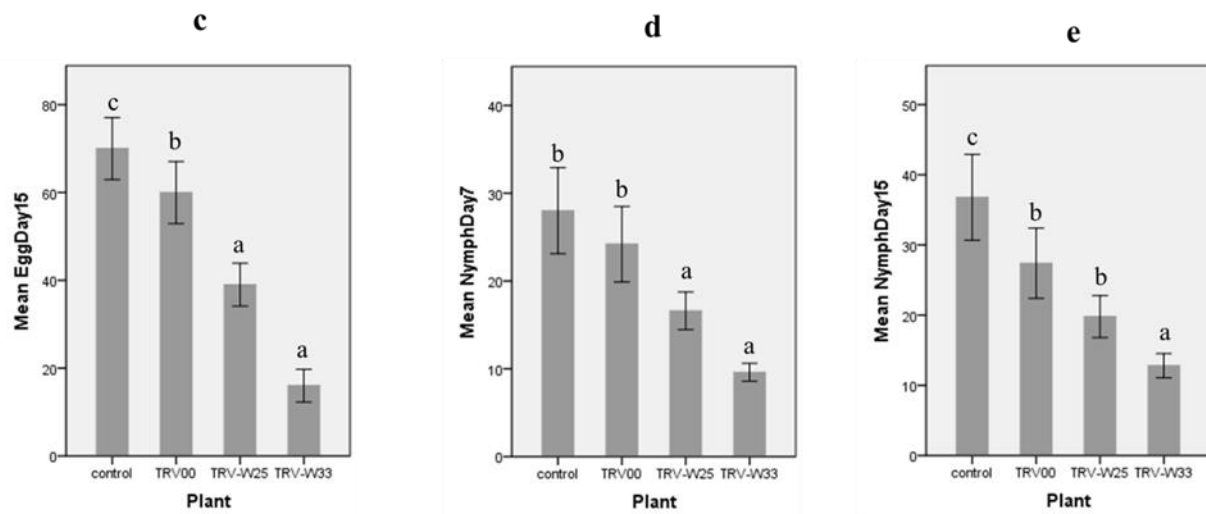 c
Mean EggDay15
80
60
40
20
0
c
b
a
a
control TRV00 TRV-W25 TRV-W33
Plant
d
Mean NymphDay7
40
30
20
10
0
b
b
a
a
control TRV00 TRV-W25 TRV-W33
Plant
e
Mean NymphDay15
50
40
30
20
10
0
c
b
b
a
control TRV00 TRV-W25 TRV-W33
Plant